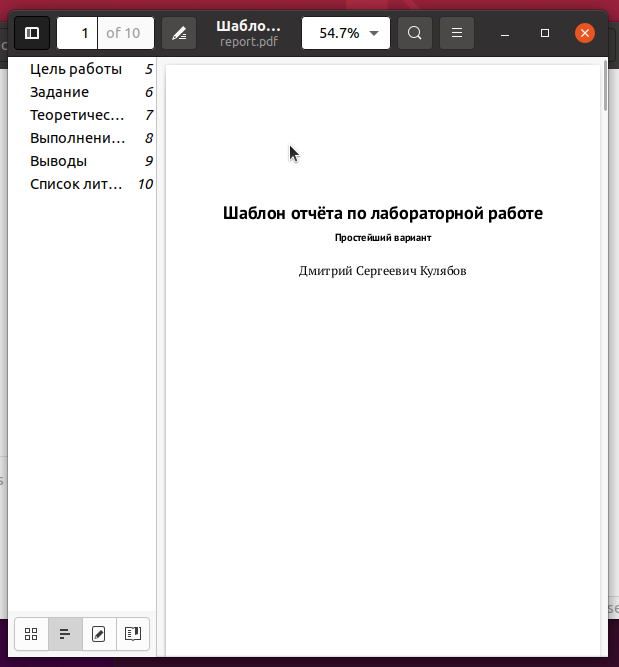 1 of 10
Шабло...
report.pdf
54.7%
Цель работы 5
Задание 6
Теоретичес... 7
Выполнени... 8
Выводы 9
Список лит... 10
Шаблон отчёта по лабораторной работе
Простейший вариант
Дмитрий Сергеевич Кулябов